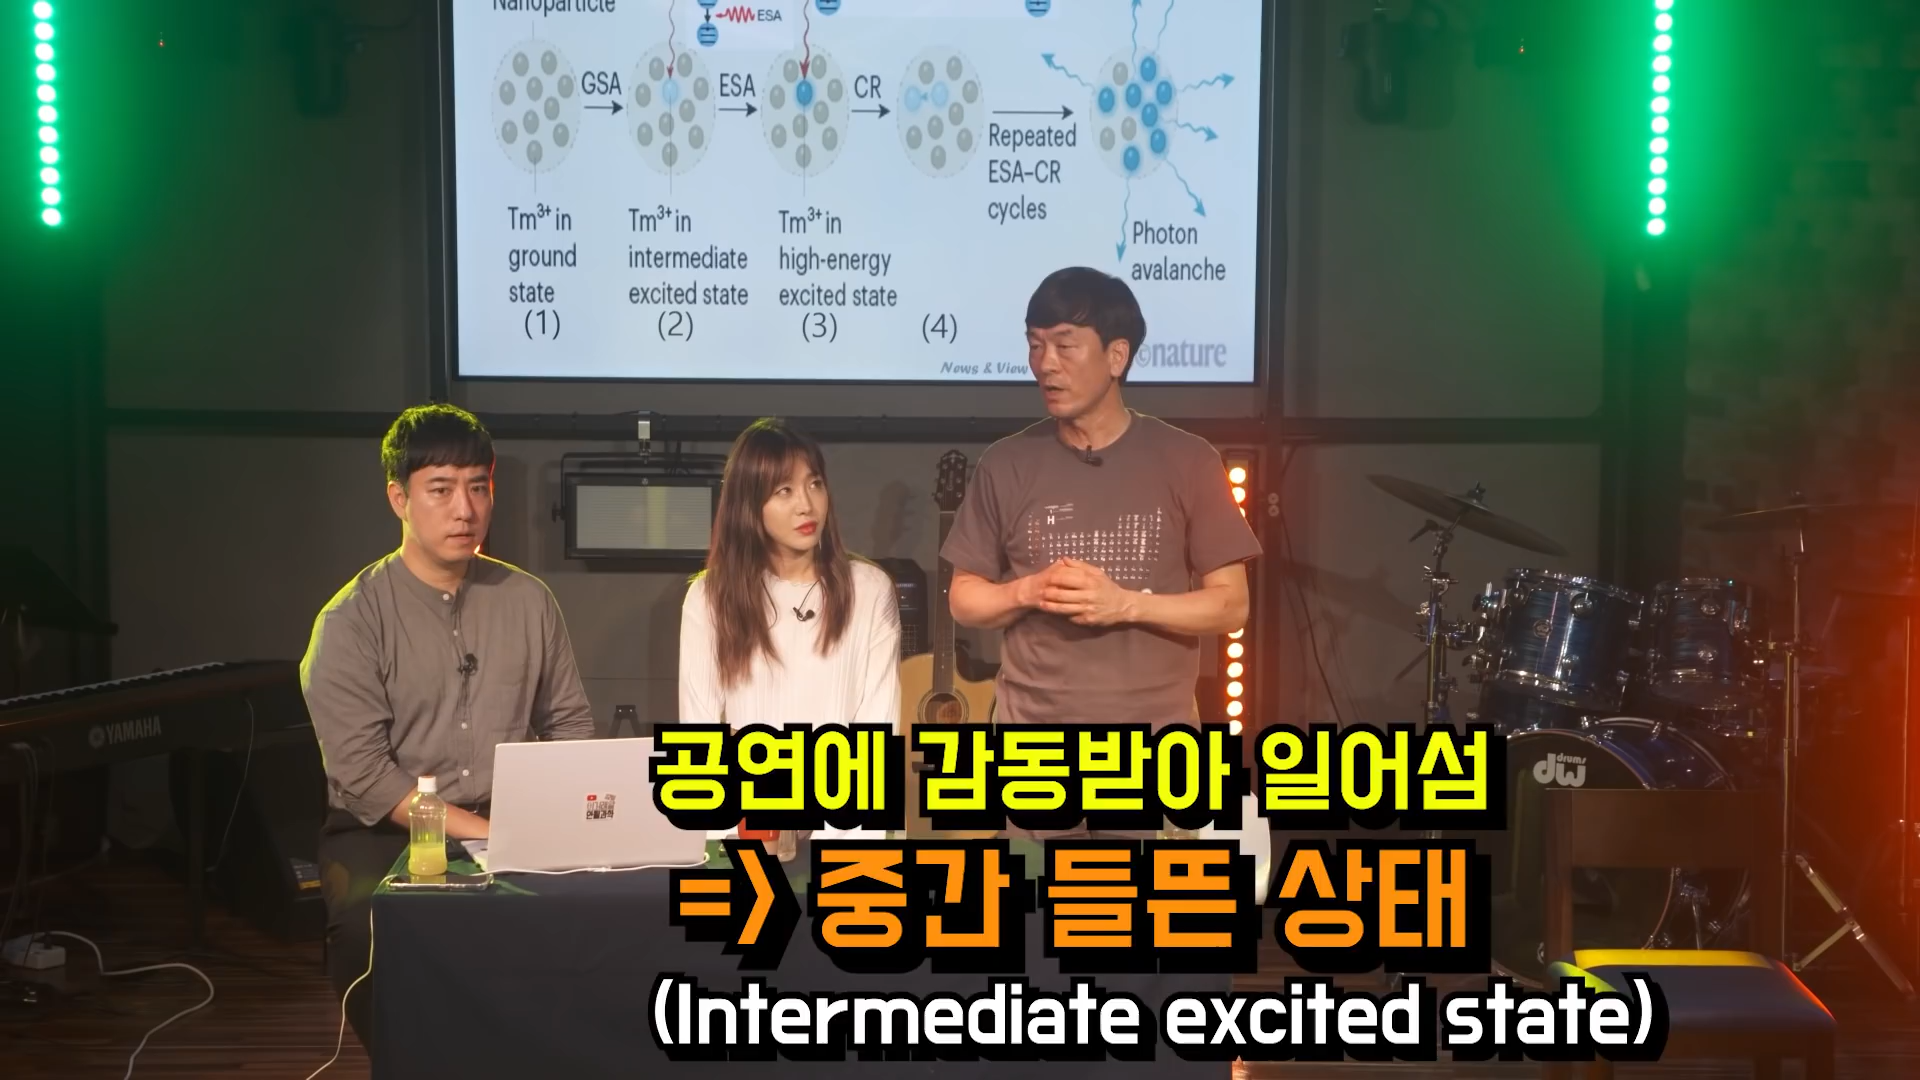 Nanoparticle
ESA
GSA
ESA
CR
Repeated
ESA–CR
cycles
Tm³⁺ in
ground
state
(1)
Tm³⁺ in
intermediate
excited state
(2)
Tm³⁺ in
high-energy
excited state
(3)
(4)
Photon
avalanche
News & View
©nature
H
YAMAHA
drums
dw
공연에 감동받아 일어섬
=> 중간 들뜬 상태
(Intermediate excited state)